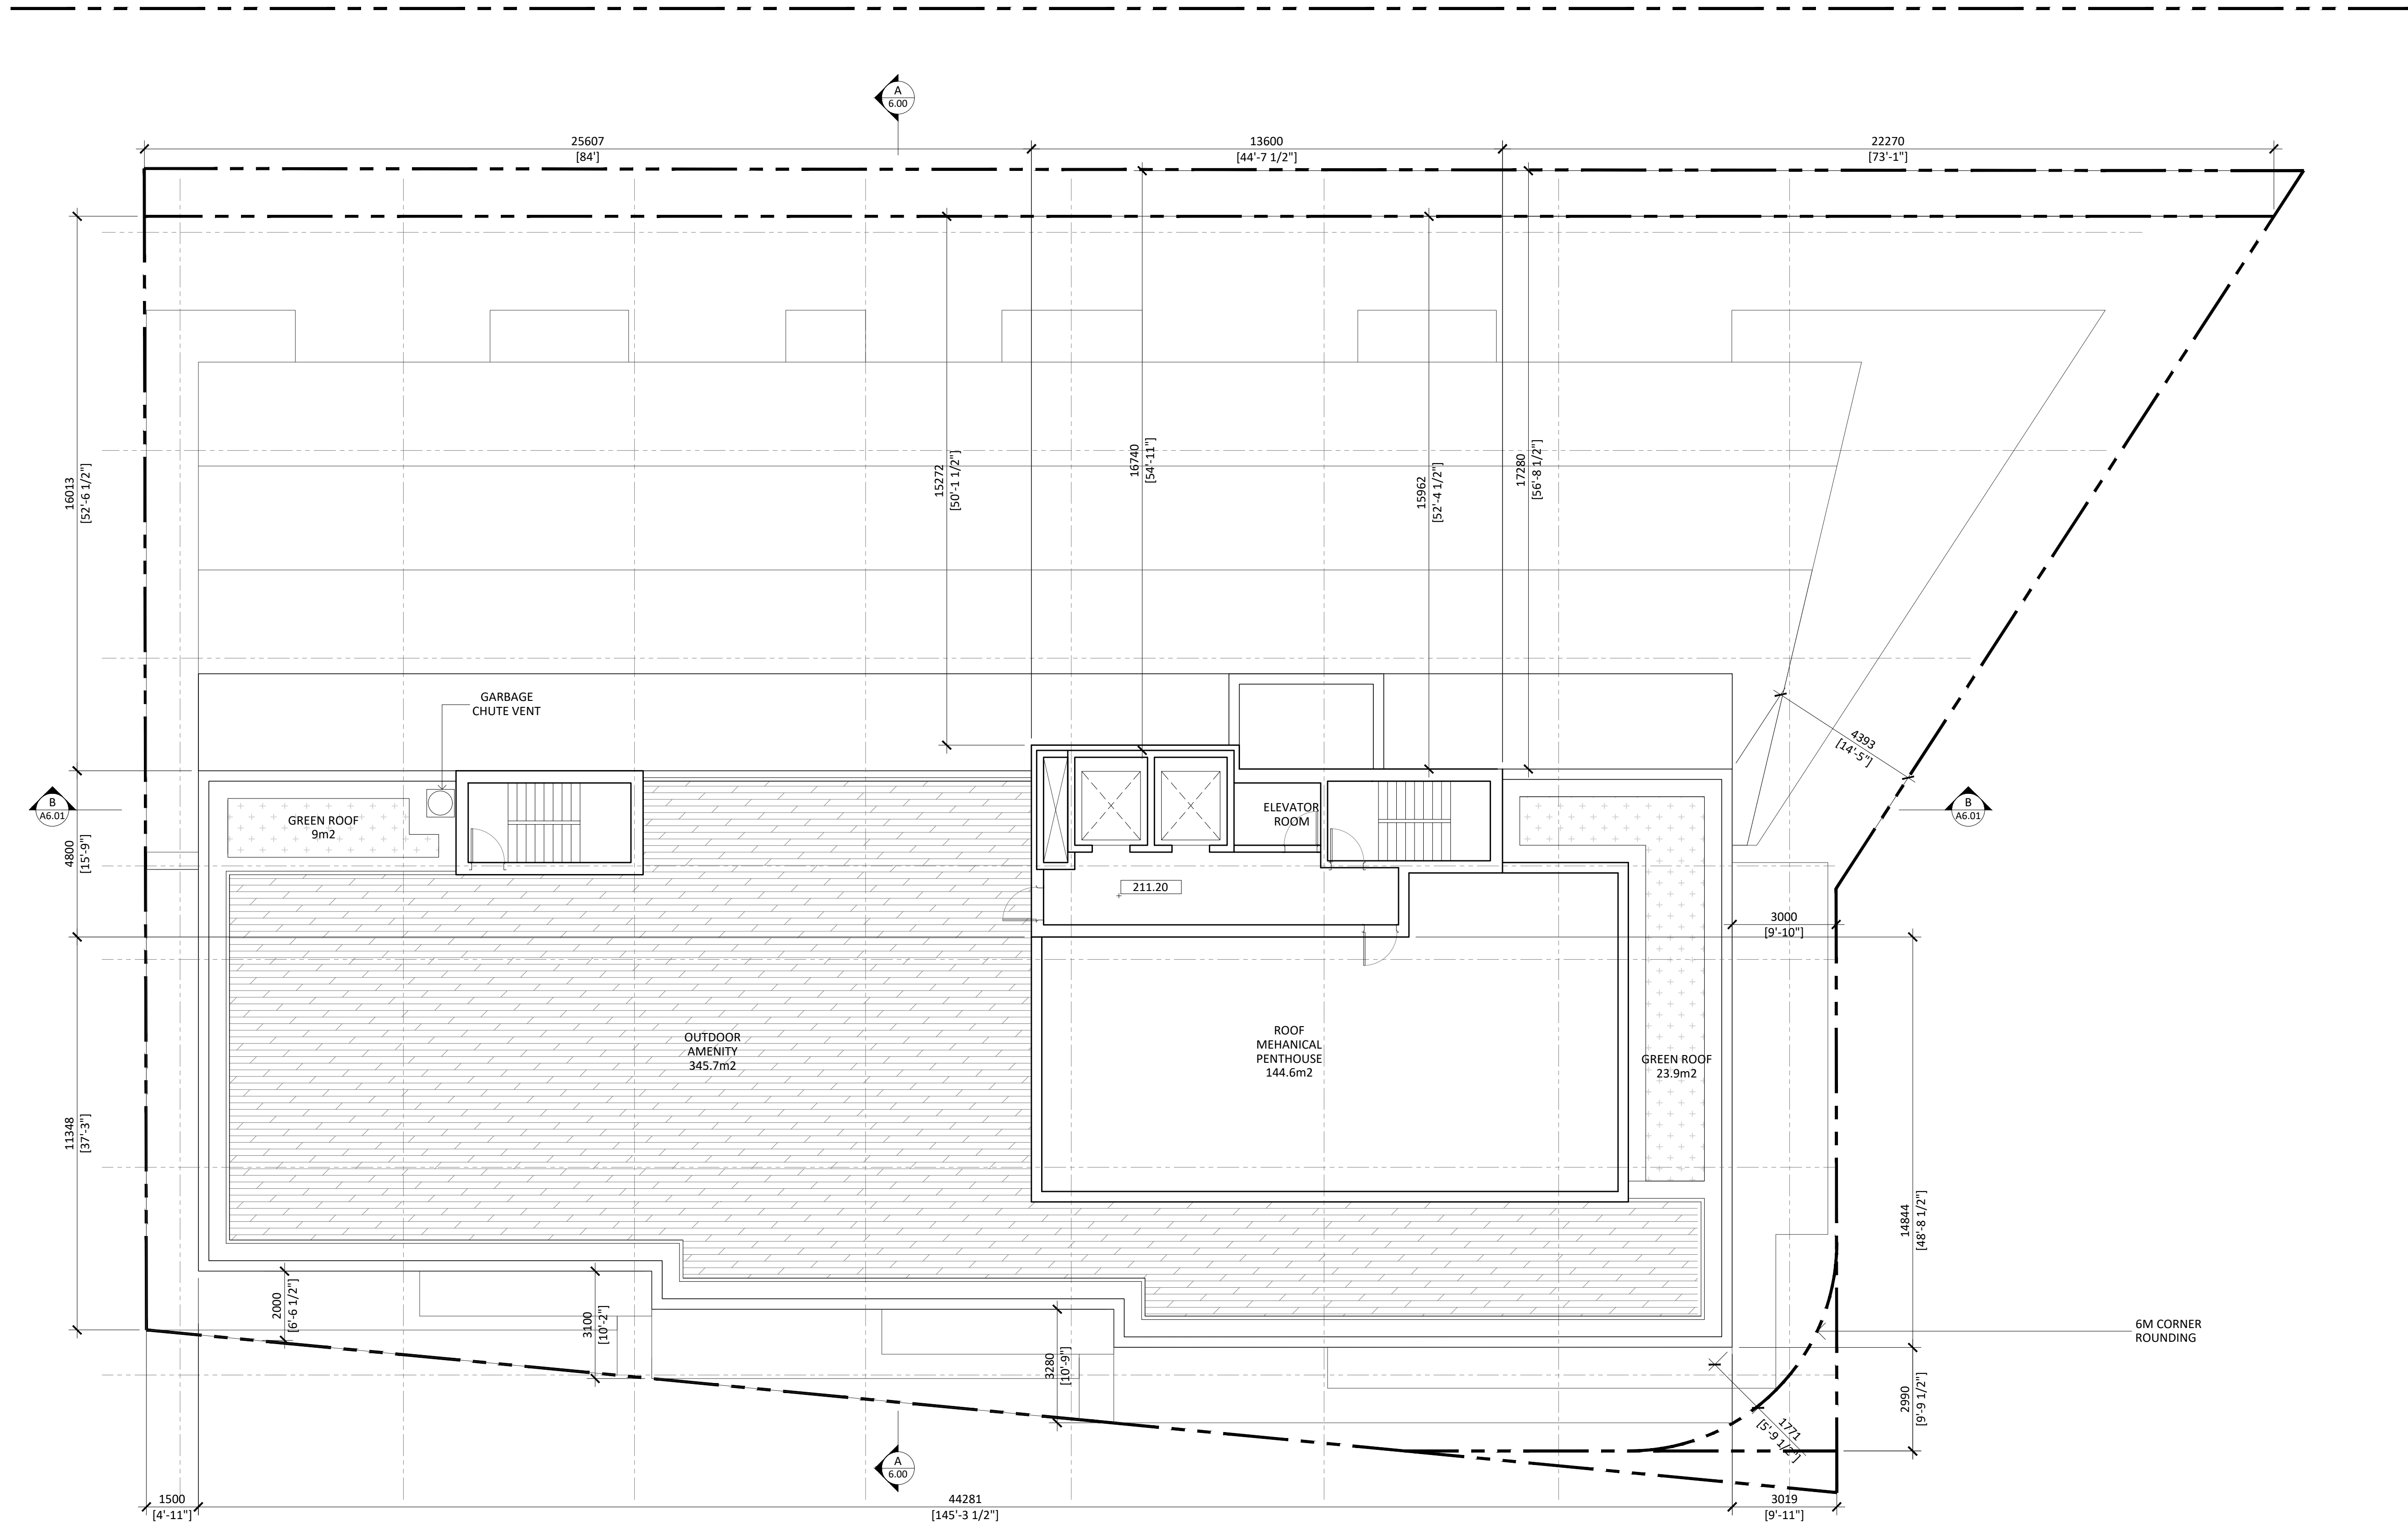 A
6.00
25607
[84']
13600
[44'-7 1/2"]
22270
[73'-1"]
16013
[52'-6 1/2"]
15272
[50'-1 1/2"]
16740
[54'-11"]
15962
[52'-4 1/2"]
17280
[56'-8 1/2"]
GARBAGE
CHUTE VENT
4393
[14'-5"]
B
A6.01
B
A6.01
GREEN ROOF
9m2
ELEVATOR
ROOM
4800
[15'-9"]
211.20
3000
[9'-10"]
OUTDOOR
AMENITY
345.7m2
ROOF
MEHANICAL
PENTHOUSE
144.6m2
GREEN ROOF
23.9m2
11348
[37'-3"]
14844
[48'-8 1/2"]
2000
[6'-6 1/2"]
3100
[10'-2"]
3280
[10'-9"]
6M CORNER
ROUNDING
2990
[9'-9 1/2"]
1771
[5'-9 1/2"]
A
6.00
1500
[4'-11"]
44281
[145'-3 1/2"]
3019
[9'-11"]